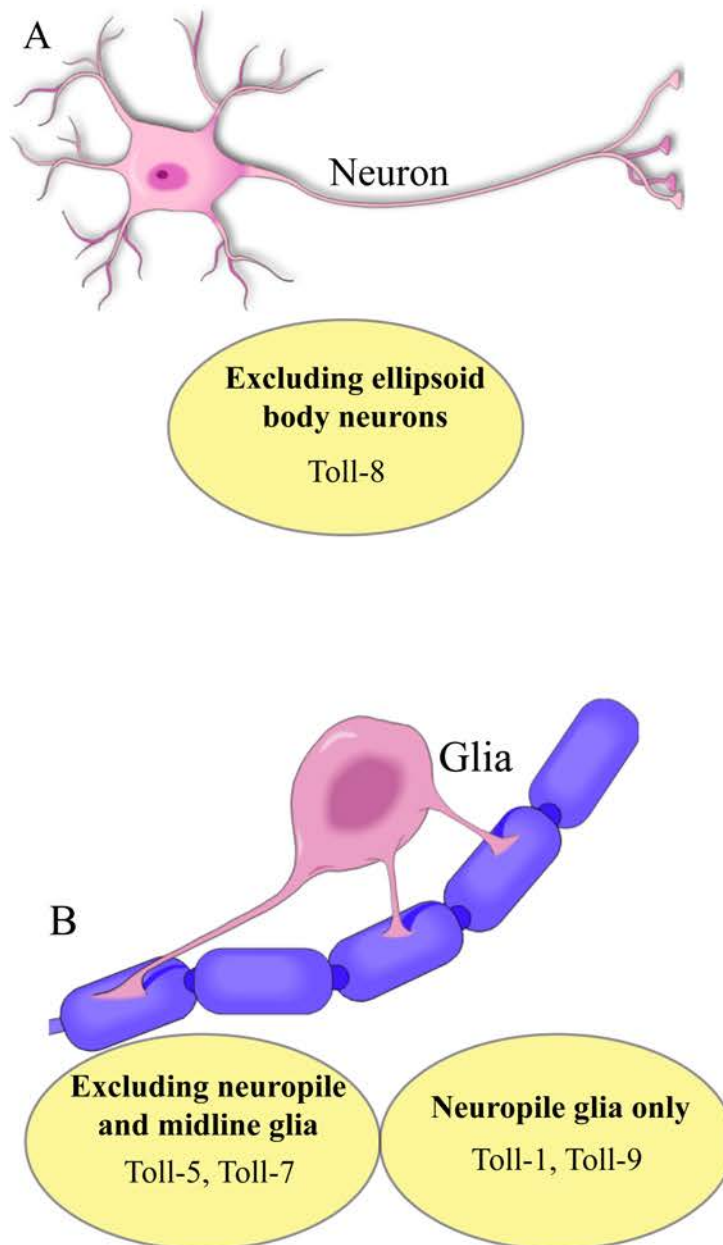 A
Neuron
Excluding ellipsoid
body neurons
Toll-8
Glia
B
Excluding neuropile
and midline glia
Toll-5, Toll-7
Neuropile glia only
Toll-1, Toll-9